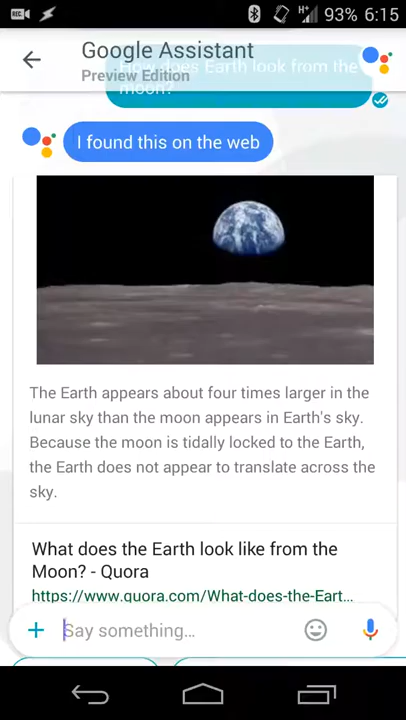 REC 93% 6:15
Google Assistant
Preview Edition
How does Earth look from the
moon?
I found this on the web
The Earth appears about four times larger in the
lunar sky than the moon appears in Earth's sky.
Because the moon is tidally locked to the Earth,
the Earth does not appear to translate across the
sky.
What does the Earth look like from the
Moon? - Quora
https://www.quora.com/What-does-the-Eart...
Say something...